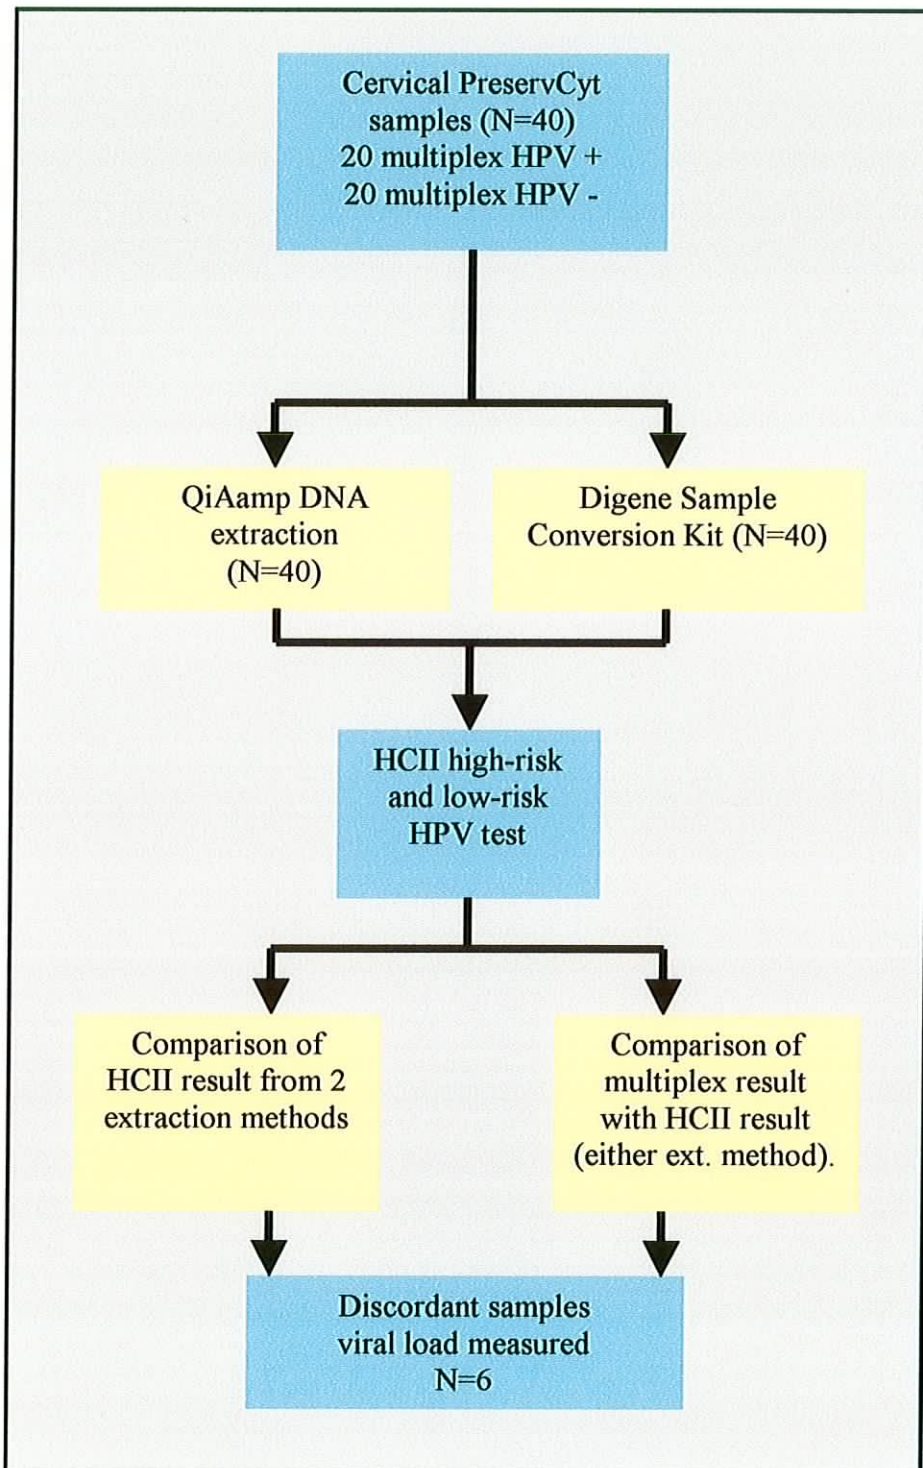 Cervical PreservCyt
samples (N=40)
20 multiplex HPV +
20 multiplex HPV -
QiAamp DNA
extraction
(N=40)
Digene Sample
Conversion Kit (N=40)
HCII high-risk
and low-risk
HPV test
Comparison of
HCII result from 2
extraction methods
Comparison of
multiplex result
with HCII result
(either ext. method).
Discordant samples
viral load measured
N=6